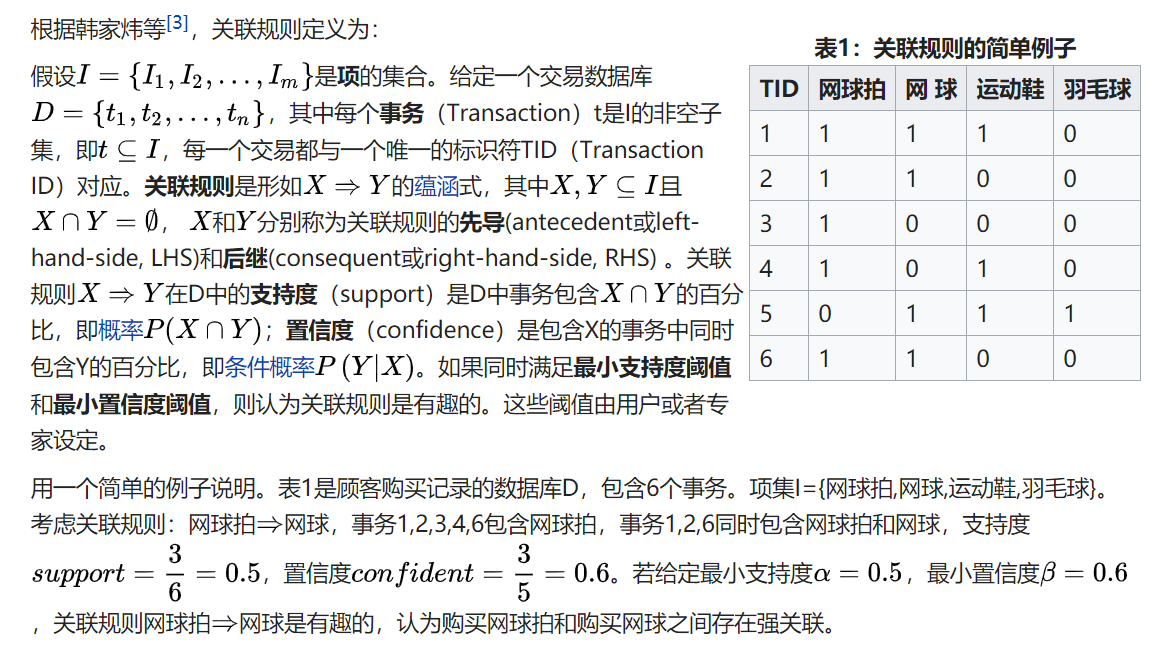 根据韩家炜等[3]，关联规则定义为：
假设I = {I₁, I₂, . . . , Iₘ}是项的集合。给定一个交易数据库
D = {t₁, t₂, . . . , tₙ}，其中每个事务（Transaction）t是I的非空子
集，即t ⊆ I，每一个交易都与一个唯一的标识符TID（Transaction
ID）对应。关联规则是形如X ⇒ Y的蕴涵式，其中X, Y ⊆ I且
X ∩ Y = ∅， X和Y分别称为关联规则的先导(antecedent或left-
hand-side, LHS)和后继(consequent或right-hand-side, RHS) 。关联
规则X ⇒ Y在D中的支持度（support）是D中事务包含X ∩ Y的百分
比，即概率P(X ∩ Y)；置信度（confidence）是包含X的事务中同时
包含Y的百分比，即条件概率P (Y|X)。如果同时满足最小支持度阈值
和最小置信度阈值，则认为关联规则是有趣的。这些阈值由用户或者专
家设定。
表1：关联规则的简单例子
TID 网球拍 网 球 运动鞋 羽毛球
1 1 1 1 0
2 1 1 0 0
3 1 0 0 0
4 1 0 1 0
5 0 1 1 1
6 1 1 0 0
用一个简单的例子说明。表1是顾客购买记录的数据库D，包含6个事务。项集I={网球拍,网球,运动鞋,羽毛球}。
考虑关联规则：网球拍⇒网球，事务1,2,3,4,6包含网球拍，事务1,2,6同时包含网球拍和网球，支持度
support = 3/6 = 0.5，置信度confident = 3/5 = 0.6。若给定最小支持度α = 0.5，最小置信度β = 0.6
，关联规则网球拍⇒网球是有趣的，认为购买网球拍和购买网球之间存在强关联。